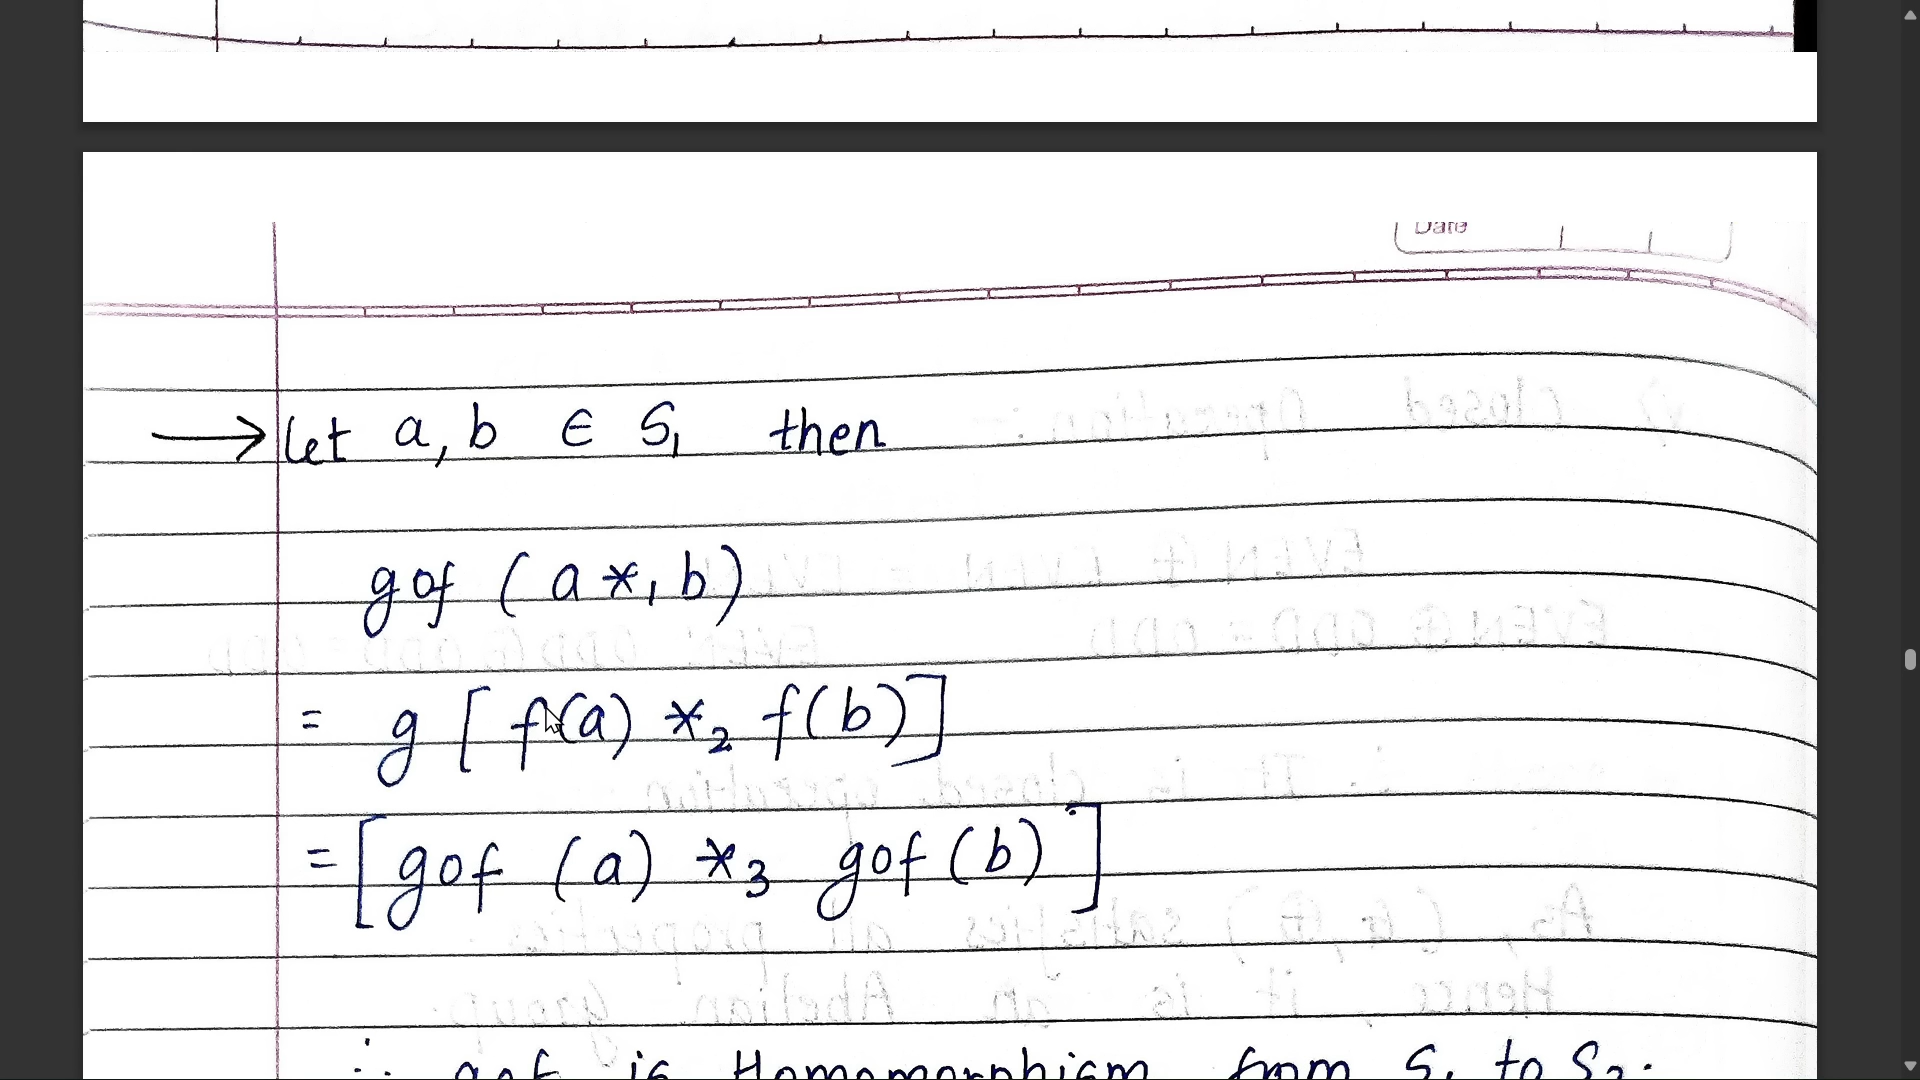 Date
→ let a, b ∈ S₁ then
gof ( a *₁ b)
= g [ f(a) *₂ f(b)]
= [gof (a) *₃ gof (b)]
∴ gof is Homomorphism from S₁ to S₃.